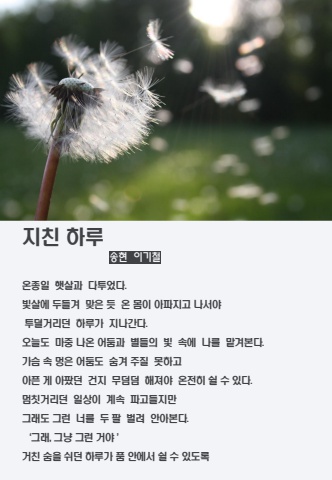 지친 하루
송현 이기철
온종일 햇살과 다투었다.
빛살에 두들겨 맞은 듯 온 몸이 아파지고 나서야
투덜거리던 하루가 지나간다.
오늘도 마중 나온 어둠과 별들의 빛 속에 나를 맡겨본다.
가슴 속 멍은 어둠도 숨겨 주질 못하고
아픈 게 아팠던 건지 무덤덤 해져야 온전히 쉴 수 있다.
멈칫거리던 일상이 계속 파고들지만
그래도 그런 너를 두 팔 벌려 안아본다.
'그래, 그냥 그런 거야'
거친 숨을 쉬던 하루가 품 안에서 쉴 수 있도록